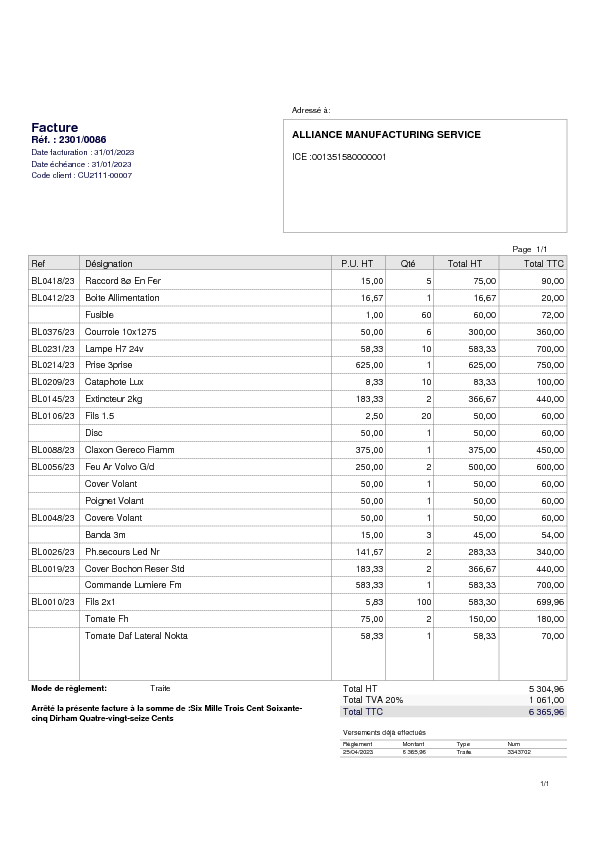 Adressé à:
Facture
Réf. : 2301/0086
Date facturation : 31/01/2023
Date échéance : 31/01/2023
Code client : CU2111-00007
ALLIANCE MANUFACTURING SERVICE
ICE :001351580000001
Page 1/1
Ref Désignation P.U. HT Qté Total HT Total TTC
BL0418/23 Raccord 8ø En Fer 15,00 5 75,00 90,00
BL0412/23 Boite Allimentation 16,67 1 16,67 20,00
Fusible 1,00 60 60,00 72,00
BL0376/23 Courroie 10x1275 50,00 6 300,00 360,00
BL0231/23 Lampe H7 24v 58,33 10 583,33 700,00
BL0214/23 Prise 3prise 625,00 1 625,00 750,00
BL0209/23 Cataphote Lux 8,33 10 83,33 100,00
BL0145/23 Extincteur 2kg 183,33 2 366,67 440,00
BL0106/23 Fils 1.5 2,50 20 50,00 60,00
Disc 50,00 1 50,00 60,00
BL0088/23 Claxon Gereco Fiamm 375,00 1 375,00 450,00
BL0056/23 Feu Ar Volvo G/d 250,00 2 500,00 600,00
Cover Volant 50,00 1 50,00 60,00
Poignet Volant 50,00 1 50,00 60,00
BL0048/23 Covere Volant 50,00 1 50,00 60,00
Banda 3m 15,00 3 45,00 54,00
BL0026/23 Ph.secours Led Nr 141,67 2 283,33 340,00
BL0019/23 Cover Bochon Reser Std 183,33 2 366,67 440,00
Commande Lumiere Fm 583,33 1 583,33 700,00
BL0010/23 Fils 2x1 5,83 100 583,30 699,96
Tomate Fh 75,00 2 150,00 180,00
Tomate Daf Lateral Nokta 58,33 1 58,33 70,00
Mode de règlement: Traite
Total HT 5 304,96
Total TVA 20% 1 061,00
Total TTC 6 365,96
Arrêté la présente facture à la somme de :Six Mille Trois Cent Soixante-
cinq Dirham Quatre-vingt-seize Cents
Versements déjà effectués
Règlement Montant Type Num
25/04/2023 6 365,96 Traite 3343702
1/1